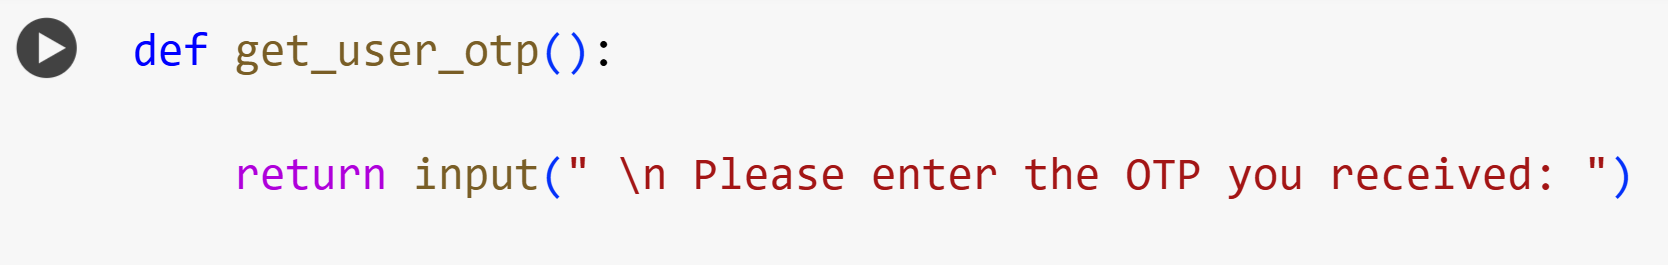 def get_user_otp():
    return input(" \n Please enter the OTP you received: ")